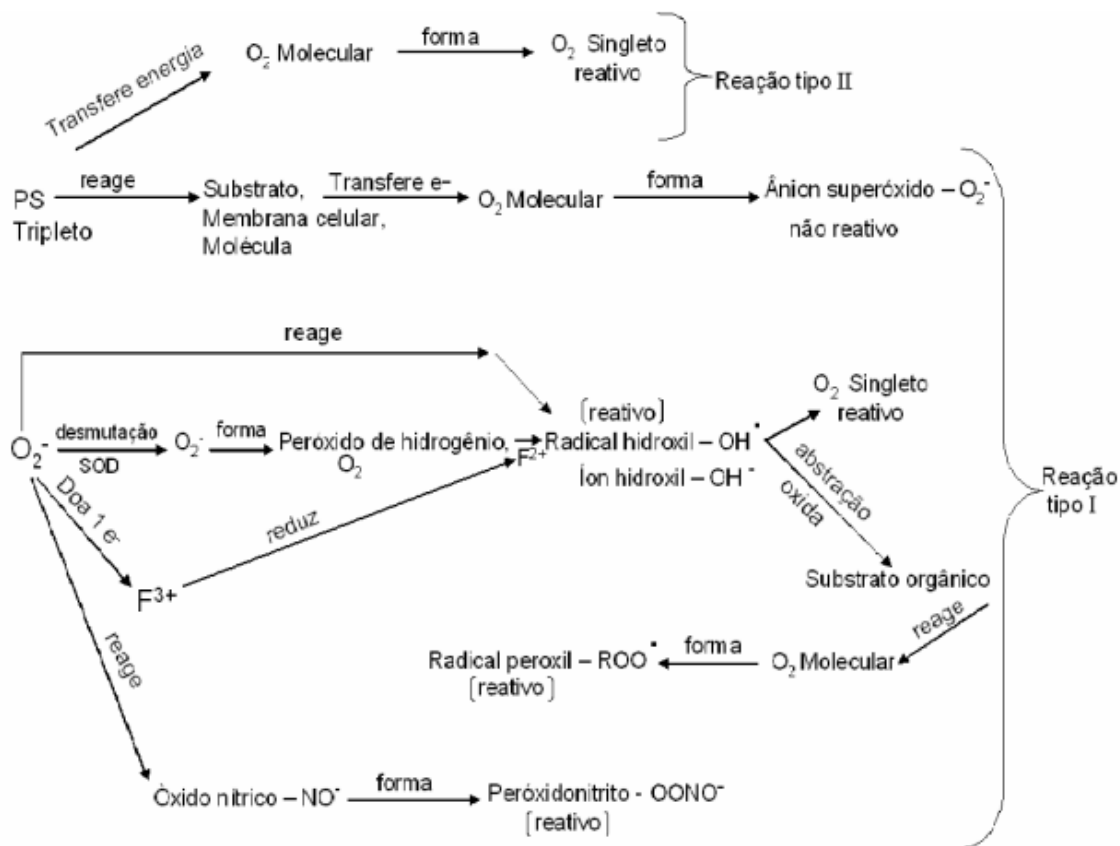 Transfere energia
O₂ Molecular
forma
O₂ Singleto
reativo
Reação tipo II
PS
Tripleto
reage
Substrato,
Membrana celular,
Molécula
Transfere e-
O₂ Molecular
forma
Ânion superóxido – O₂⁻
não reativo
reage
O₂⁻
desmutação
SOD
O₂⁻
forma
Peróxido de hidrogênio,
O₂
F²⁺
(reativo)
Radical hidroxil – OH•
Íon hidroxil – OH⁻
O₂ Singleto
reativo
abstração
oxida
Reação
tipo I
Doa 1 e-
F³⁺
reduz
Substrato orgânico
reage
O₂ Molecular
forma
Radical peroxil – ROO•
(reativo)
reage
Óxido nítrico – NO⁻
forma
Peróxidonitrito - OONO⁻
(reativo)